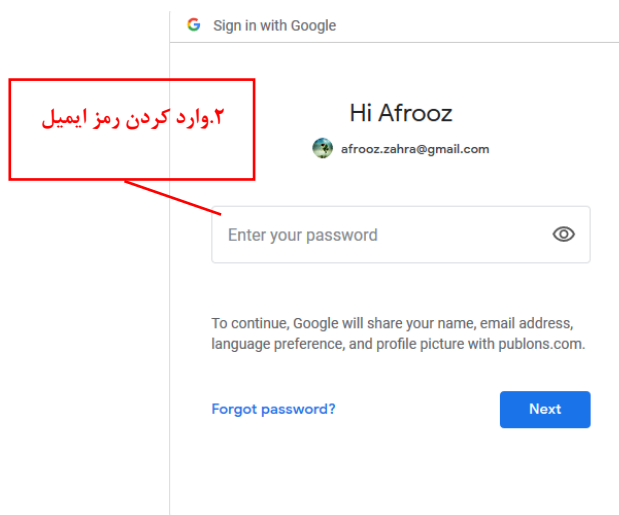 Sign in with Google
۲.وارد کردن رمز ایمیل
Hi Afrooz
afrooz.zahra@gmail.com
Enter your password
To continue, Google will share your name, email address,
language preference, and profile picture with publons.com.
Forgot password?
Next